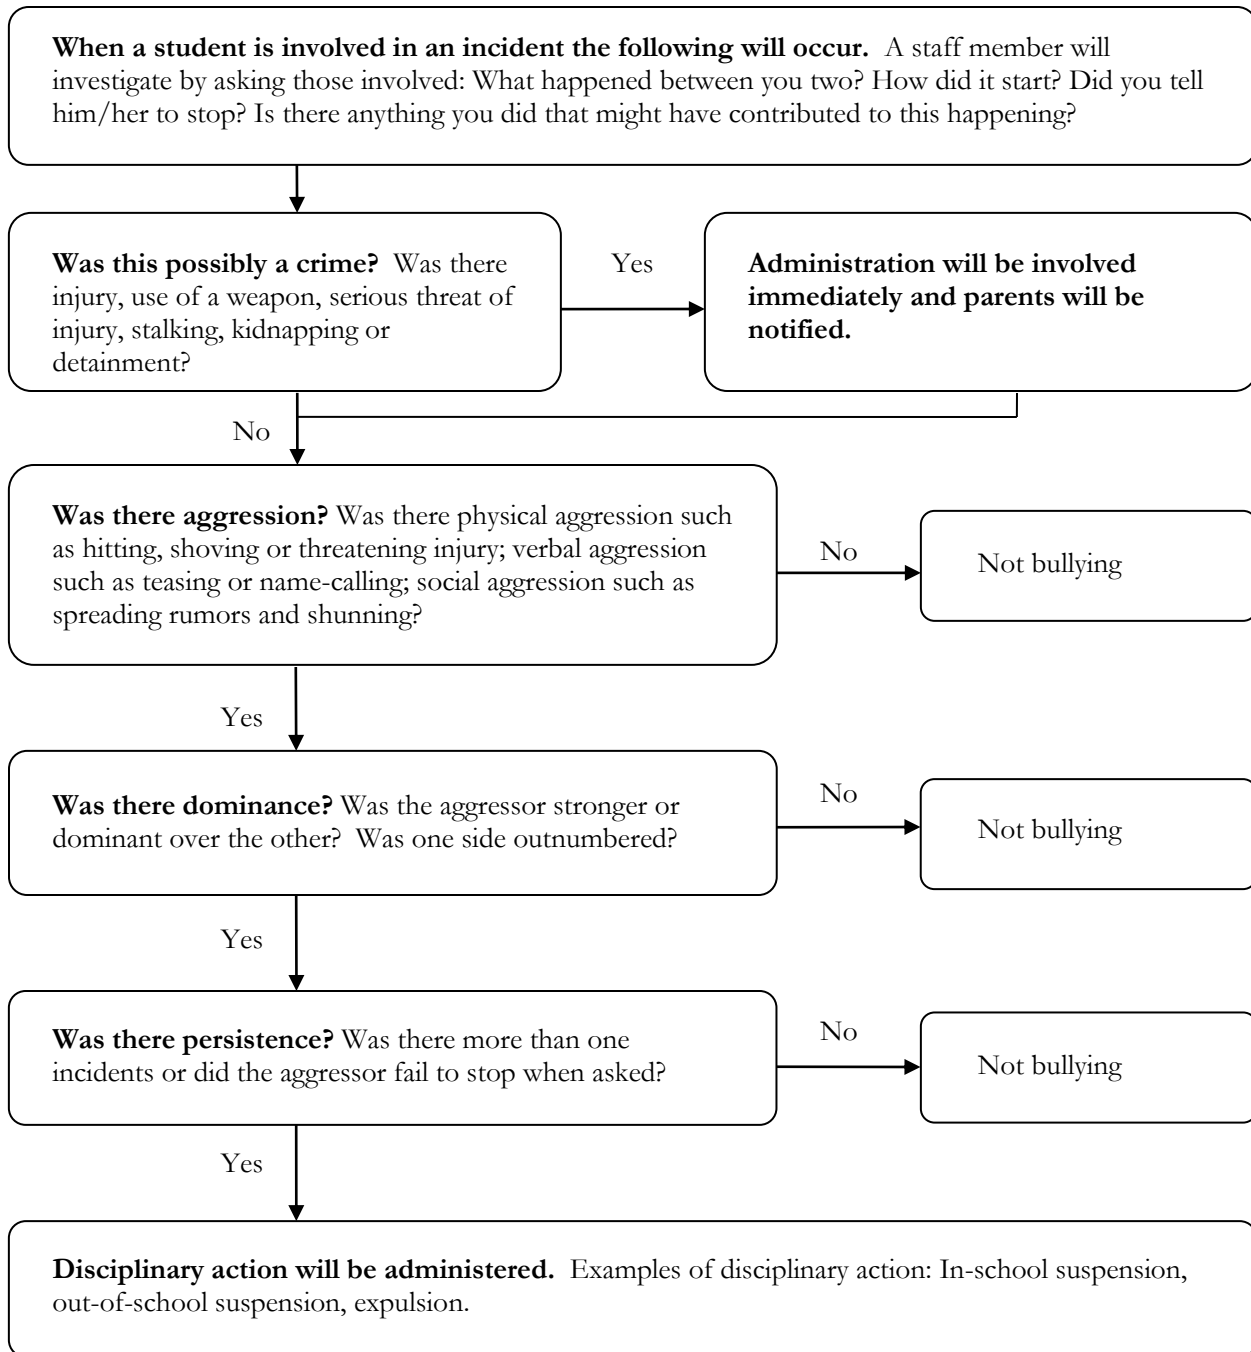 When a student is involved in an incident the following will occur. A staff member will
investigate by asking those involved: What happened between you two? How did it start? Did you tell
him/her to stop? Is there anything you did that might have contributed to this happening?
Was this possibly a crime? Was there
injury, use of a weapon, serious threat of
injury, stalking, kidnapping or
detainment?
Yes
Administration will be involved
immediately and parents will be
notified.
No
Was there aggression? Was there physical aggression such
as hitting, shoving or threatening injury; verbal aggression
such as teasing or name-calling; social aggression such as
spreading rumors and shunning?
No
Not bullying
Yes
Was there dominance? Was the aggressor stronger or
dominant over the other? Was one side outnumbered?
No
Not bullying
Yes
Was there persistence? Was there more than one
incidents or did the aggressor fail to stop when asked?
No
Not bullying
Yes
Disciplinary action will be administered. Examples of disciplinary action: In-school suspension,
out-of-school suspension, expulsion.